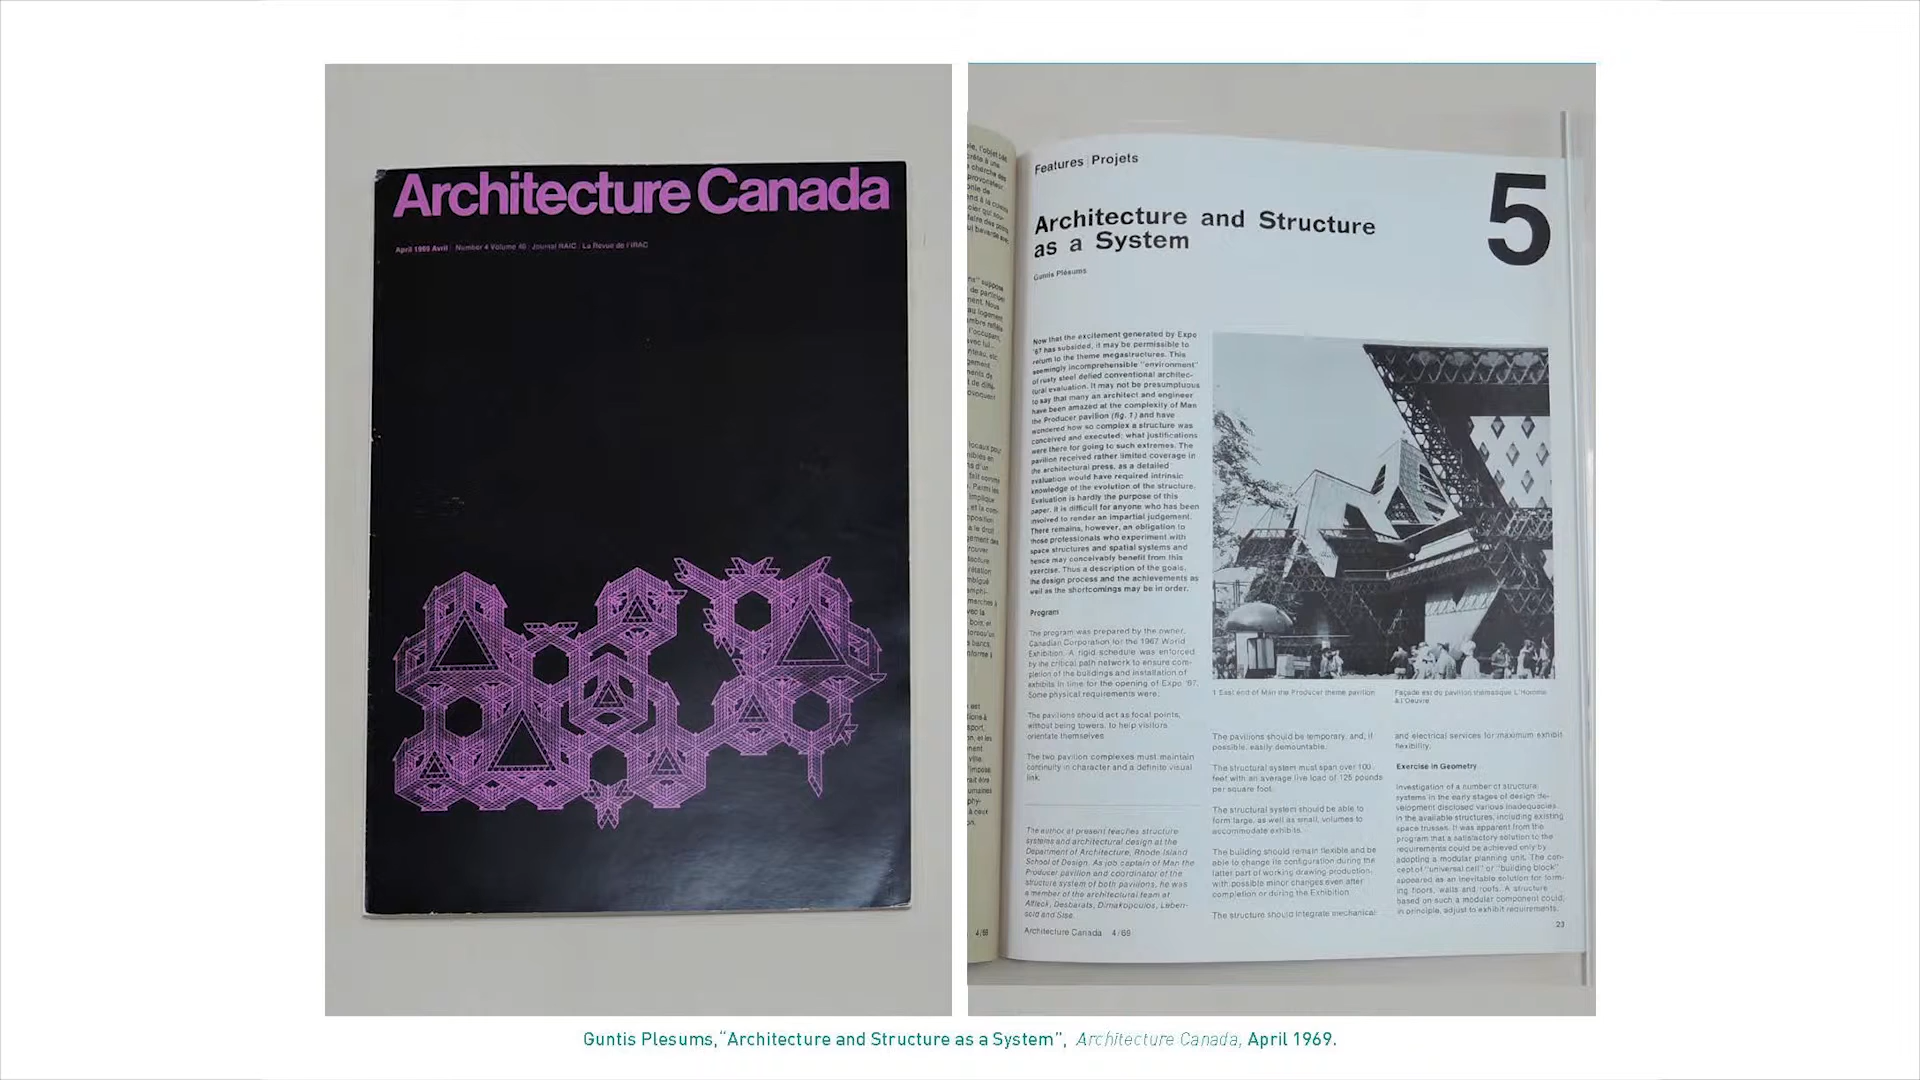 Architecture Canada
April 1969 Avril | Number 4 Volume 46 | Journal RAIC | La Revue de l'IRAC
Features | Projets
5
Architecture and Structure
as a System
Guntis Plésums
Now that the excitement generated by Expo
'67 has subsided, it may be permissible to
return to the theme megastructures. This
seemingly incomprehensible "environment"
of rusty steel defied conventional architec-
tural evaluation. It may not be presumptuous
to say that many an architect and engineer
have been amazed at the complexity of Man
the Producer pavilion (fig. 1) and have
wondered how so complex a structure was
conceived and executed; what justifications
were there for going to such extremes. The
pavilion received rather limited coverage in
the architectural press, as a detailed
evaluation would have required intrinsic
knowledge of the evolution of the structure.
Evaluation is hardly the purpose of this
paper. It is difficult for anyone who has been
involved to render an impartial judgement.
There remains, however, an obligation to
those professionals who experiment with
space structures and spatial systems and
hence may conceivably benefit from this
exercise. Thus a description of the goals,
the design process and the achievements as
well as the shortcomings may be in order.
Program
The program was prepared by the owner,
Canadian Corporation for the 1967 World
Exhibition. A rigid schedule was enforced
by the critical path network to ensure com-
pletion of the buildings and installation of
exhibits in time for the opening of Expo '67.
Some physical requirements were:
The pavilions should act as focal points,
without being towers, to help visitors
orientate themselves.
The two pavilion complexes must maintain
continuity in character and a definite visual
link.
The author at present teaches structure
systems and architectural design at the
Department of Architecture, Rhode Island
School of Design. As job captain of Man the
Producer pavilion and coordinator of the
structure system of both pavilions, he was
a member of the architectural team at
Affleck, Desbarats, Dimakopoulos, Leben-
sold and Sise.
1 East end of Man the Producer theme pavilion
Façade est du pavillon thématique L'Homme
à l'Oeuvre
The pavilions should be temporary, and, if
possible, easily demountable.
The structural system must span over 100
feet with an average live load of 125 pounds
per square foot.
The structural system should be able to
form large, as well as small, volumes to
accommodate exhibits.
The building should remain flexible and be
able to change its configuration during the
latter part of working drawing production,
with possible minor changes even after
completion or during the Exhibition.
The structure should integrate mechanical
and electrical services for maximum exhibit
flexibility.
Exercise in Geometry
Investigation of a number of structural
systems in the early stages of design de-
velopment disclosed various inadequacies
in the available structures, including existing
space trusses. It was apparent from the
program that a satisfactory solution to the
requirements could be achieved only by
adopting a modular planning unit. The con-
cept of "universal cell" or "building block"
appeared as an inevitable solution for form-
ing floors, walls and roofs. A structure
based on such a modular component could,
in principle, adjust to exhibit requirements.
4/69
Architecture Canada 4/69
23
Guntis Plesums,"Architecture and Structure as a System", Architecture Canada, April 1969.